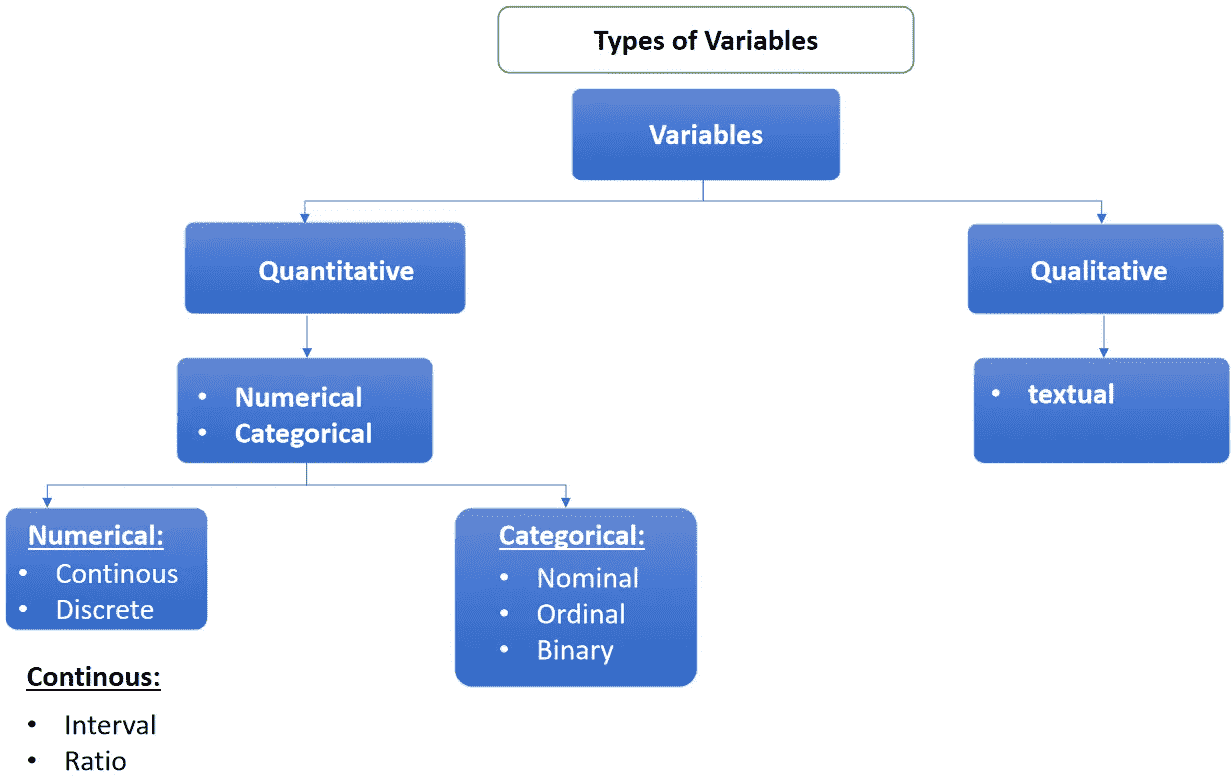 Types of Variables
Variables
Quantitative
Qualitative
• Numerical
• Categorical
• textual
Numerical:
• Continous
• Discrete
Categorical:
• Nominal
• Ordinal
• Binary
Continous:
• Interval
• Ratio